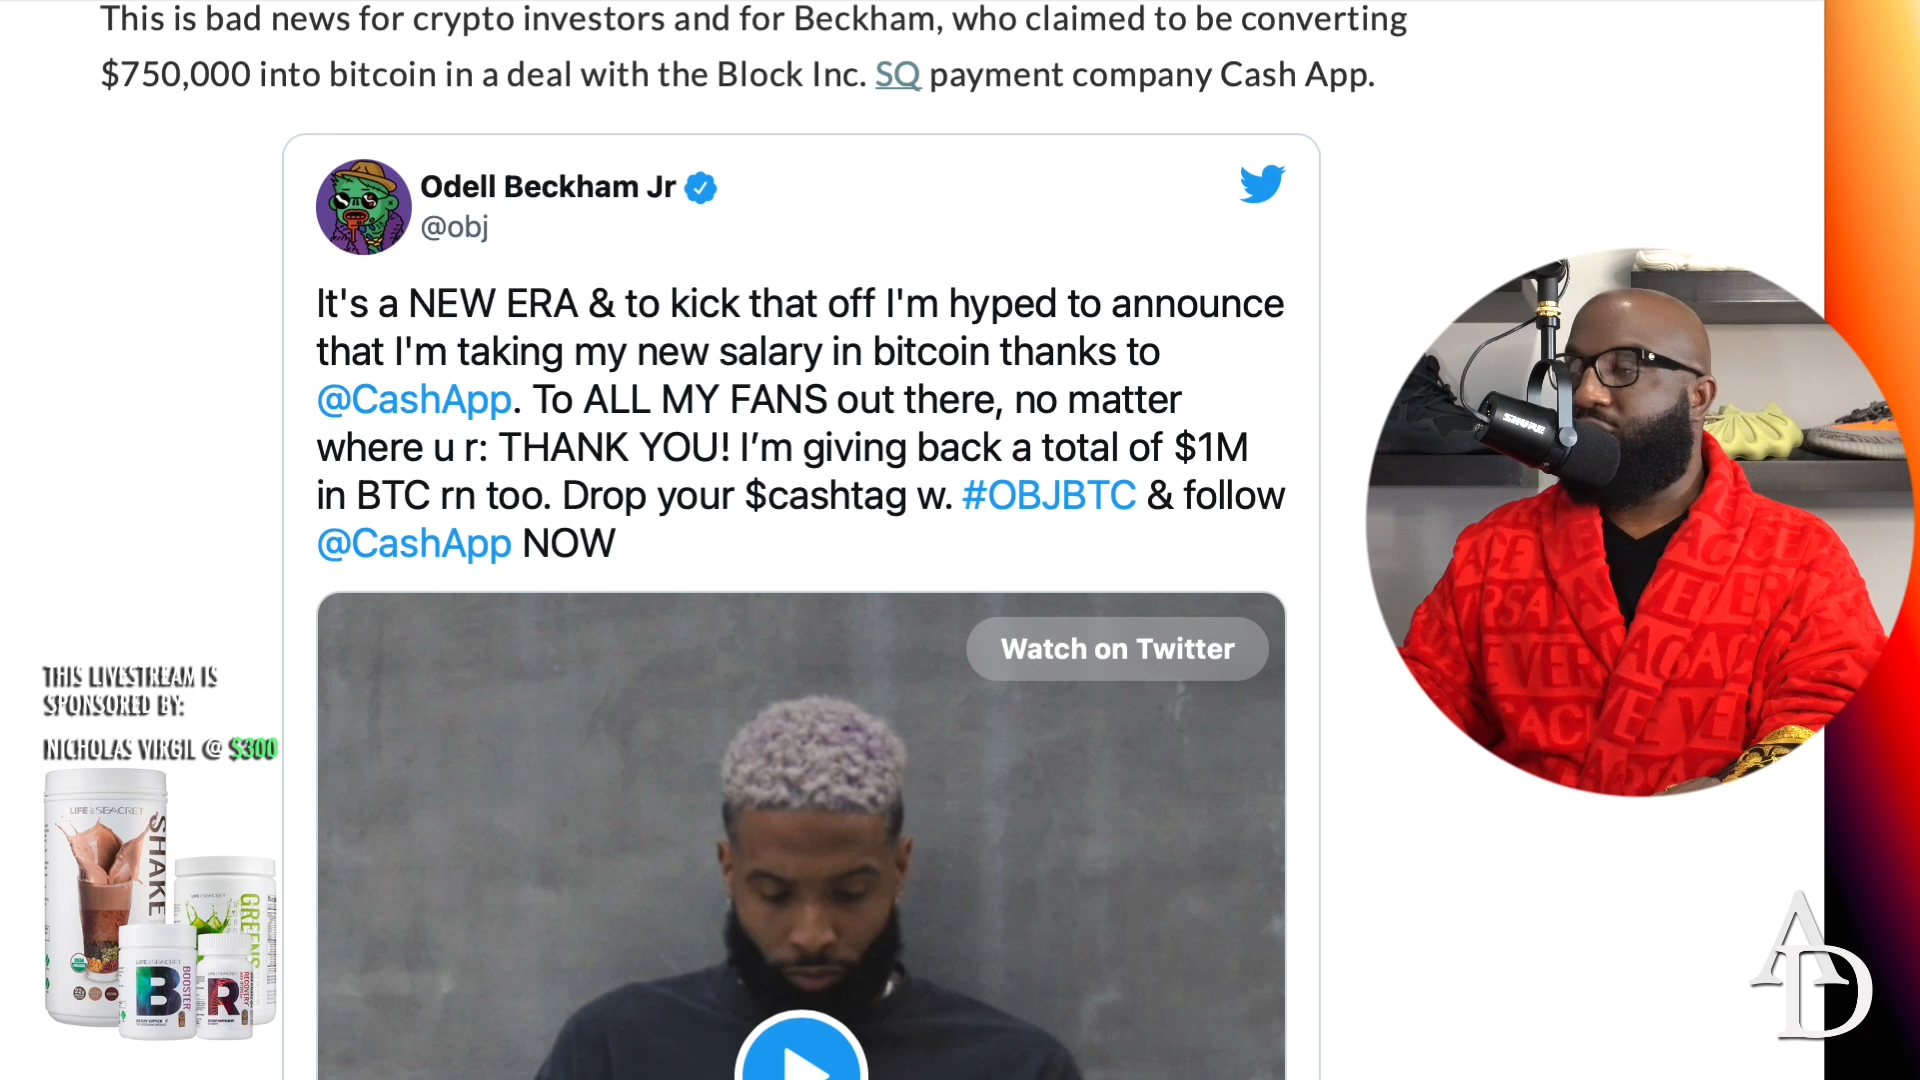 This is bad news for crypto investors and for Beckham, who claimed to be converting
$750,000 into bitcoin in a deal with the Block Inc. SQ payment company Cash App.
Odell Beckham Jr
@obj
It's a NEW ERA & to kick that off I'm hyped to announce
that I'm taking my new salary in bitcoin thanks to
@CashApp. To ALL MY FANS out there, no matter
where u r: THANK YOU! I’m giving back a total of $1M
in BTC rn too. Drop your $cashtag w. #OBJBTC & follow
@CashApp NOW
Watch on Twitter
SHURE
THIS LIVESTREAM IS
SPONSORED BY:
NICHOLAS VIRGIL @ $300
LIFE SEACRET
SHAKE
GREENS
LIFE SEACRET
B
BOOSTER
R
RECOVERY
AD